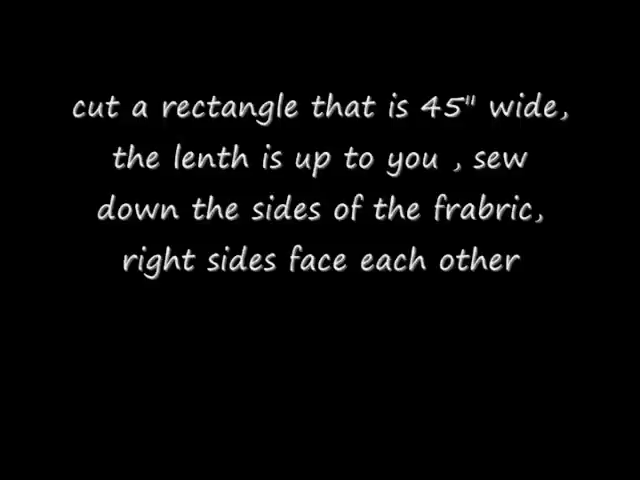 cut a rectangle that is 45" wide,
the lenth is up to you , sew
down the sides of the frabric,
right sides face each other